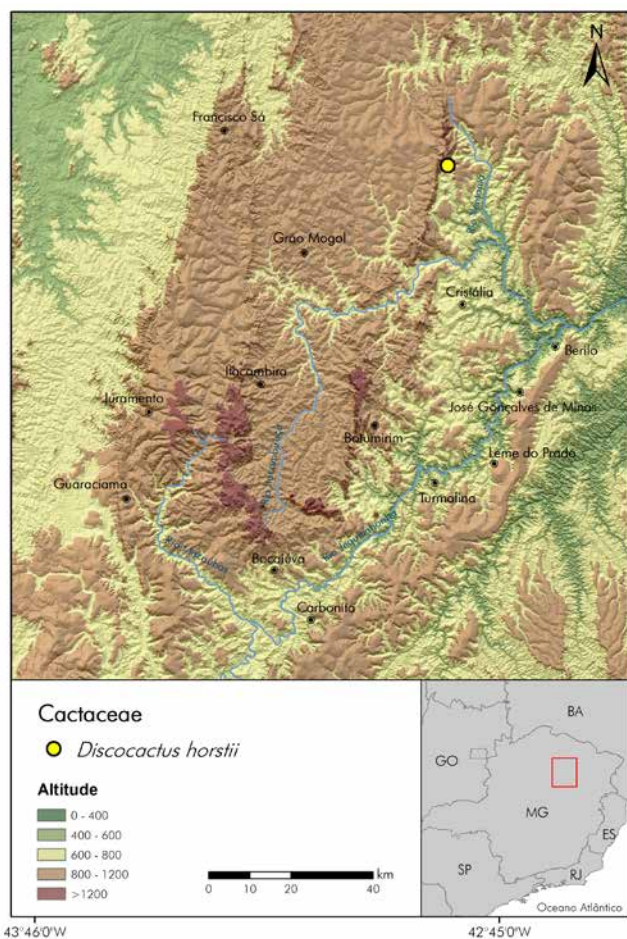 N
Francisco Sá
Grão Mogol
Cristália
Berilo
Itacambira
José Gonçalves de Minas
Juramento
Botumirim
Leme do Prado
Guaraciama
Turmalina
Rio Jequitinhonha
Bocaiúva
Carbonita
Cactaceae
Discocactus horstii
Altitude
0 - 400
400 - 600
600 - 800
800 - 1200
>1200
km
0 10 20 40
BA
GO
MG
ES
SP
RJ
Oceano Atlântico
43°46'0"W
42°45'0"W